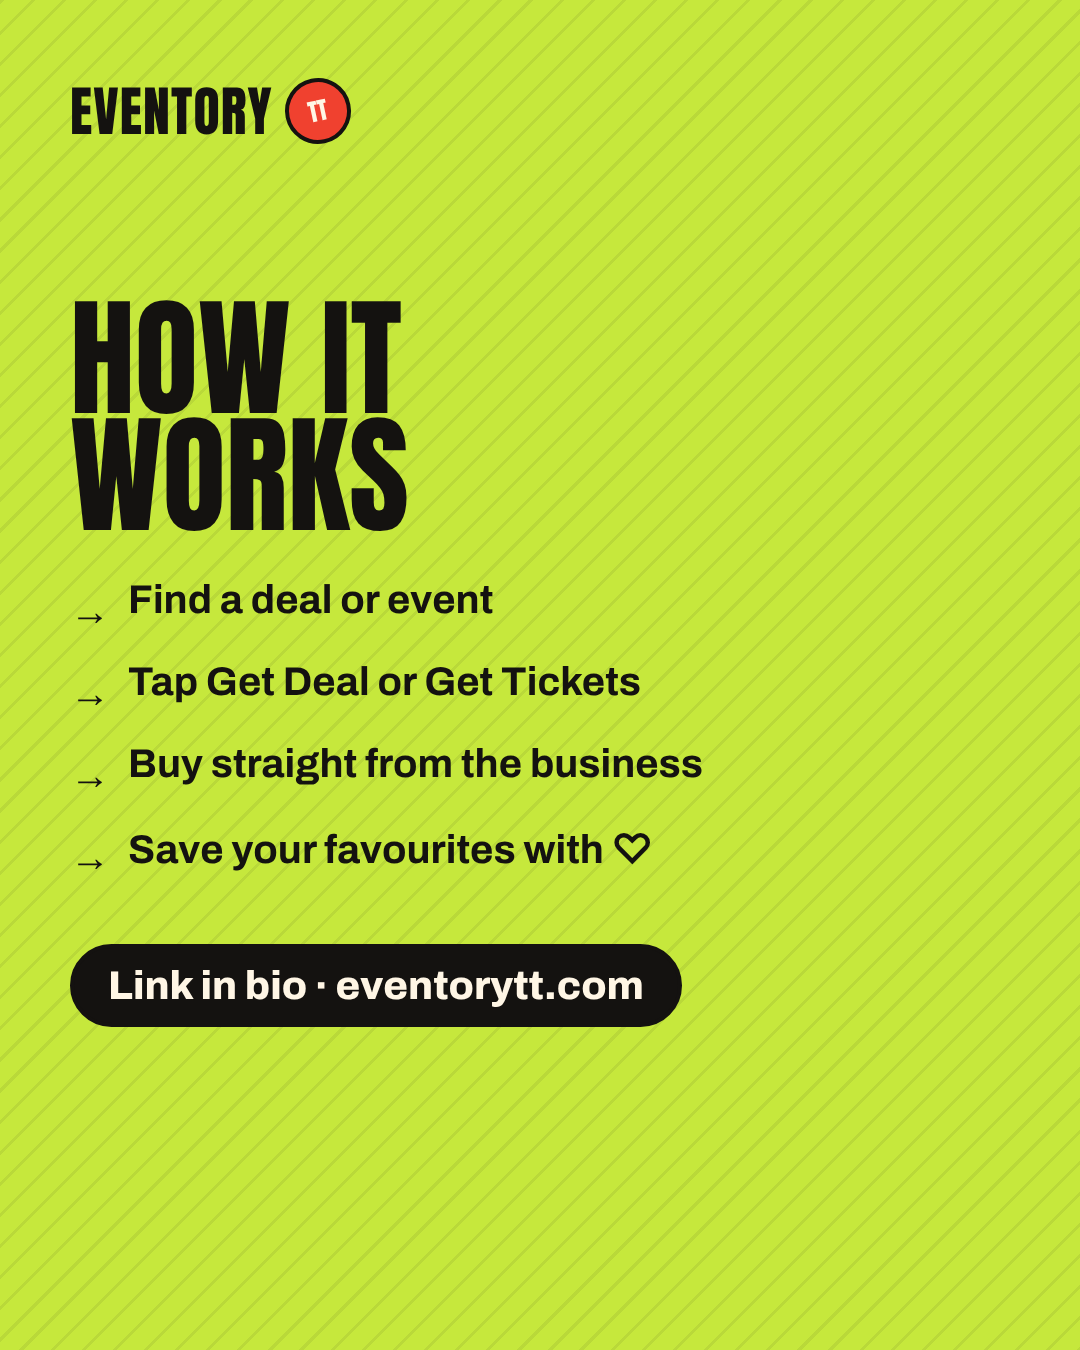 EVENTORY TT
HOW IT
WORKS
→ Find a deal or event
→ Tap Get Deal or Get Tickets
→ Buy straight from the business
→ Save your favourites with ♡
Link in bio · eventorytt.com